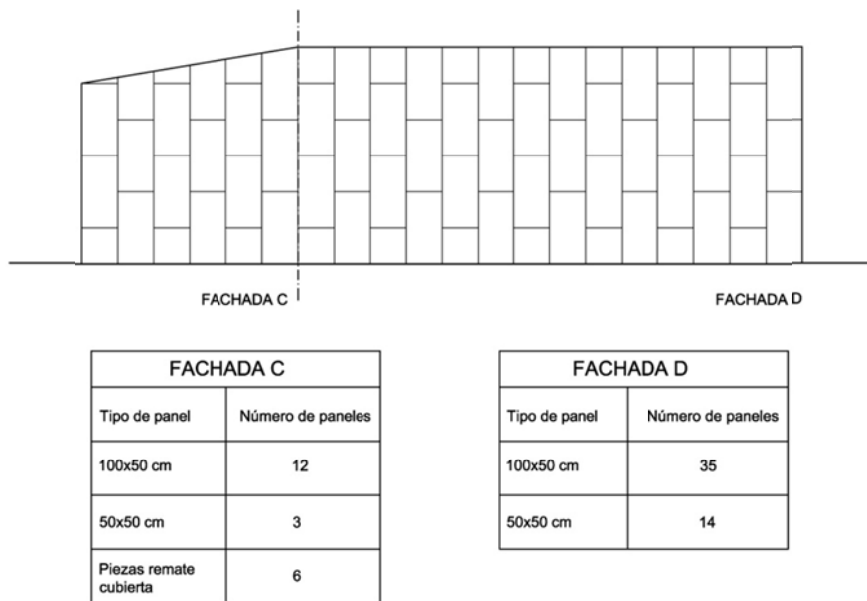 FACHADA C
FACHADA D
FACHADA C
Tipo de panel
Número de paneles
100x50 cm
12
50x50 cm
3
Piezas remate
cubierta
6
FACHADA D
Tipo de panel
Número de paneles
100x50 cm
35
50x50 cm
14